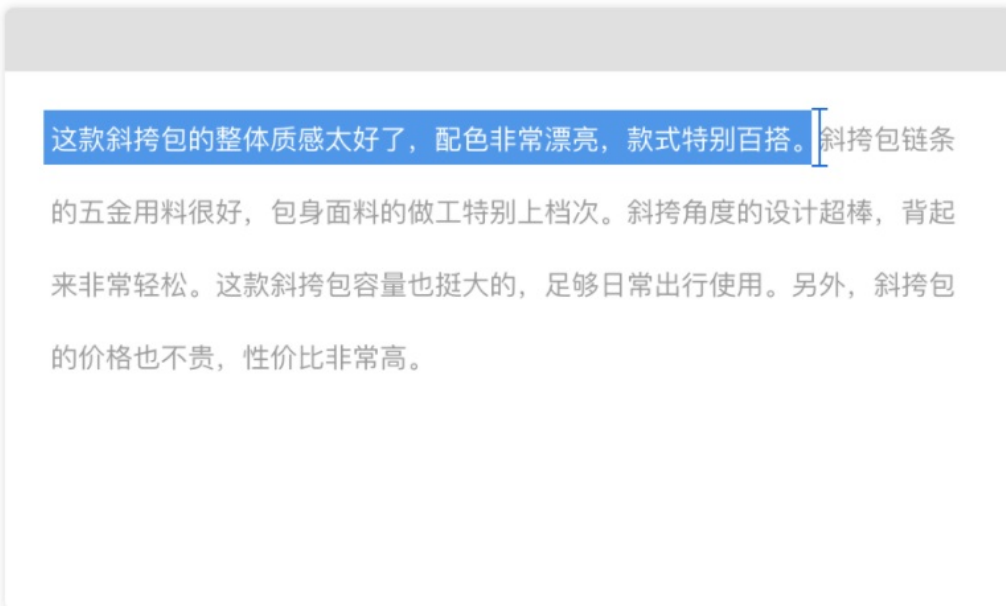 这款斜挎包的整体质感太好了，配色非常漂亮，款式特别百搭。斜挎包链条
的五金用料很好，包身面料的做工特别上档次。斜挎角度的设计超棒，背起
来非常轻松。这款斜挎包容量也挺大的，足够日常出行使用。另外，斜挎包
的价格也不贵，性价比非常高。